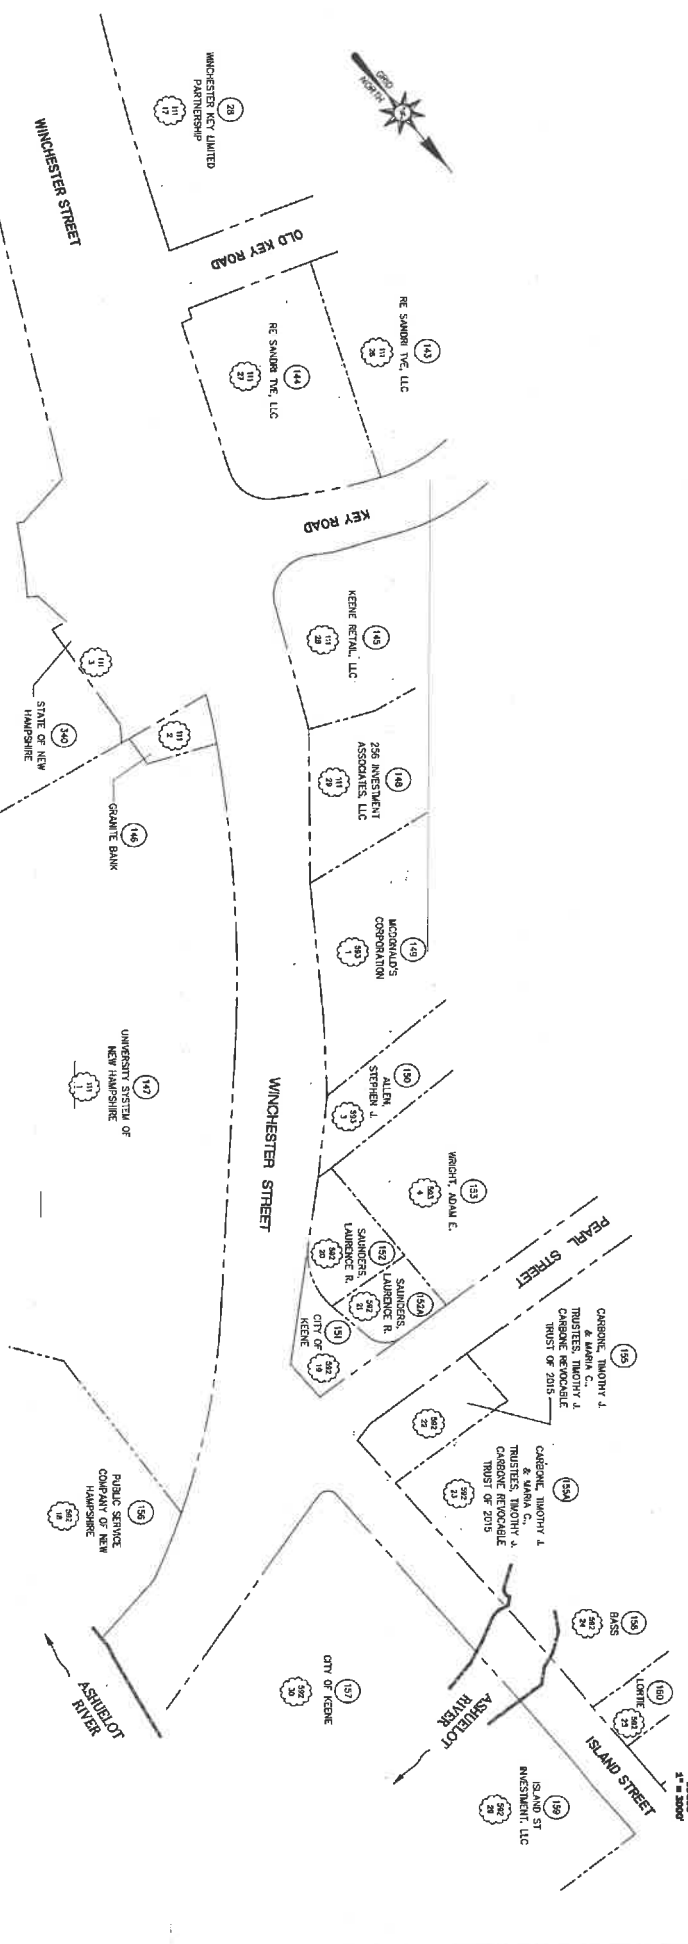 GRID
NORTH
28
WINCHESTER KEY LIMITED
PARTNERSHIP
111
17
WINCHESTER STREET
OLD KEY ROAD
143
RE SANDRI TVE, LLC
111
26
144
RE SANDRI TVE, LLC
111
27
KEY ROAD
145
KEENE RETAIL, LLC
111
28
111
3
340
STATE OF NEW
HAMPSHIRE
111
2
146
GRANITE BANK
148
256 INVESTMENT
ASSOCIATES, LLC
111
29
149
MCDONALD'S
CORPORATION
593
1
147
UNIVERSITY SYSTEM OF
NEW HAMPSHIRE
111
1
150
ALLEN,
STEPHEN J.
593
3
WINCHESTER STREET
153
WRIGHT, ADAM E.
593
4
152
SAUNDERS,
LAURENCE R.
592
20
152A
SAUNDERS,
LAURENCE R.
592
21
151
CITY OF
KEENE
592
19
PEARL STREET
155
CARBONE, TIMOTHY J.
& MARIA C.,
TRUSTEES, TIMOTHY J.
CARBONE REVOCABLE
TRUST OF 2015
592
22
155A
CARBONE, TIMOTHY J.
& MARIA C.,
TRUSTEES, TIMOTHY J.
CARBONE REVOCABLE
TRUST OF 2015
592
23
156
PUBLIC SERVICE
COMPANY OF NEW
HAMPSHIRE
592
18
158
BASS
592
24
160
LORTIE
592
25
ISLAND STREET
157
CITY OF KEENE
592
30
ASHUELOT
RIVER
ASHUELOT
RIVER
159
ISLAND ST
INVESTMENT, LLC
592
26